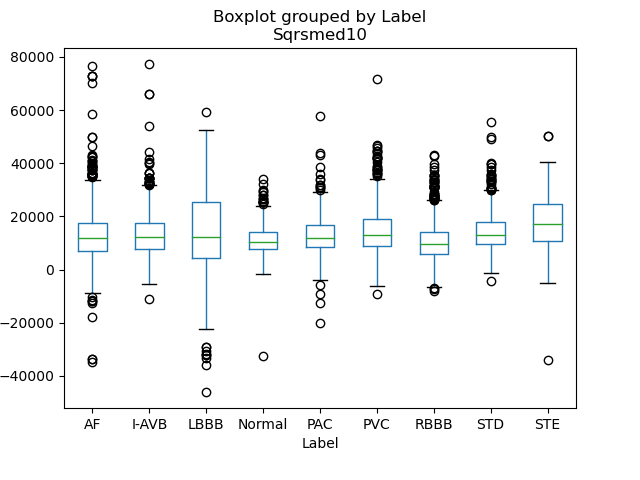 Boxplot grouped by Label
Sqrsmed10
80000
60000
40000
20000
0
−20000
−40000
AF I-AVB LBBB Normal PAC PVC RBBB STD STE
Label